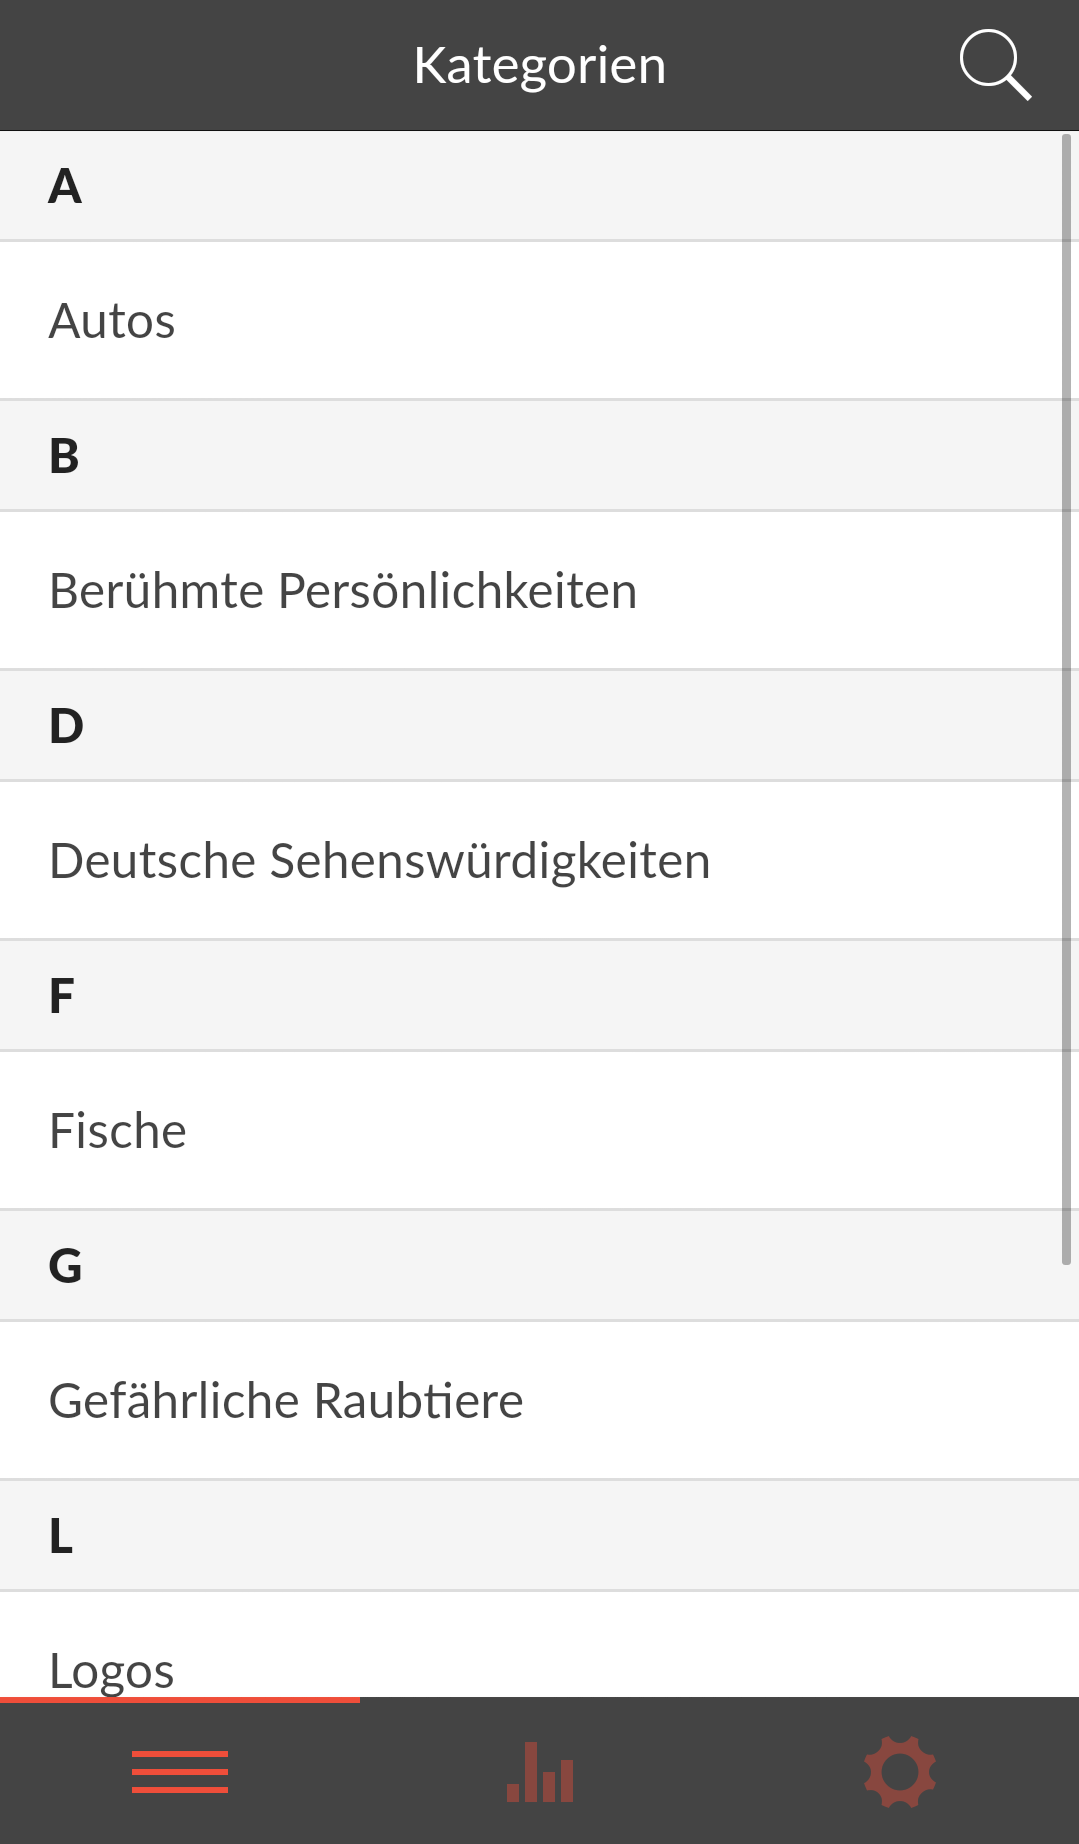 Kategorien
A
Autos
B
Berühmte Persönlichkeiten
D
Deutsche Sehenswürdigkeiten
F
Fische
G
Gefährliche Raubtiere
L
Logos